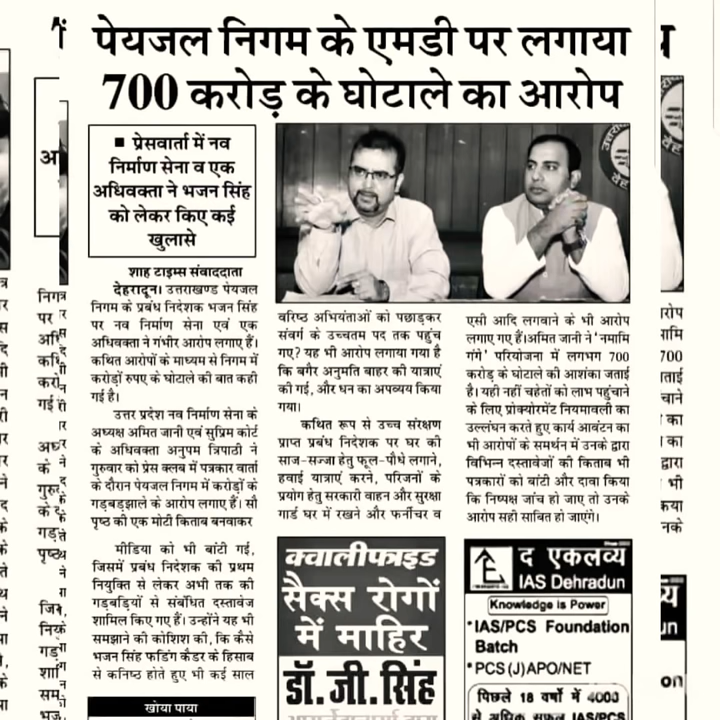 पेयजल निगम के एमडी पर लगाया
700 करोड़ के घोटाले का आरोप
■ प्रेसवार्ता में नव
निर्माण सेना व एक
अधिवक्ता ने भजन सिंह
को लेकर किए कई
खुलासे
शाह टाइम्स संवाददाता
देहरादून। उत्तराखण्ड पेयजल
निगम के प्रबंध निदेशक भजन सिंह
पर नव निर्माण सेना एवं एक
अधिवक्ता ने गंभीर आरोप लगाए हैं।
कथित आरोपों के माध्यम से निगम में
करोड़ों रुपए के घोटाले की बात कही
गई है।
उत्तर प्रदेश नव निर्माण सेना के
अध्यक्ष अमित जानी एवं सुप्रिम कोर्ट
के अधिवक्ता अनुपम त्रिपाठी ने
गुरुवार को प्रेस क्लब में पत्रकार वार्ता
के दौरान पेयजल निगम में करोड़ों के
गड़बड़झाले के आरोप लगाए हैं। सौ
पृष्ठ की एक मोटी किताब बनवाकर
मीडिया को भी बांटी गई,
जिसमें प्रबंध निदेशक की प्रथम
नियुक्ति से लेकर अभी तक की
गड़बड़ियों से संबंधित दस्तावेज
शामिल किए गए हैं। उन्होंने यह भी
समझाने की कोशिश की, कि कैसे
भजन सिंह फडिंग कैडर के हिसाब
से कनिष्ठ होते हुए भी कई साल
खोया पाया
वरिष्ठ अभियंताओं को पछाड़कर
संवर्ग के उच्चतम पद तक पहुंच
गए? यह भी आरोप लगाया गया है
कि बगैर अनुमति बाहर की यात्राएं
की गई, और धन का अपव्यय किया
गया।
कथित रूप से उच्च संरक्षण
प्राप्त प्रबंध निदेशक पर घर की
साज-सज्जा हेतु फूल-पौधे लगाने,
हवाई यात्राएं करने, परिजनों के
प्रयोग हेतु सरकारी वाहन और सुरक्षा
गार्ड घर में रखने और फर्नीचर व
एसी आदि लगवाने के भी आरोप
लगाए गए हैं।अमित जानी ने 'नमामि
गंगे' परियोजना में लगभग 700
करोड़ के घोटाले की आशंका जताई
है। यही नहीं चहेतों को लाभ पहुंचाने
के लिए प्रोक्योरमेंट नियमावली का
उल्लंघन करते हुए कार्य आवंटन का
भी आरोपों के समर्थन में उनके द्वारा
विभिन्न दस्तावेजों की किताब भी
पत्रकारों को बांटी और दावा किया
कि निष्पक्ष जांच हो जाए तो उनके
आरोप सही साबित हो जाएंगे।
क्वालीफाइड
सैक्स रोगों
में माहिर
डॉ.जी.सिंह
द एकलव्य
IAS Dehradun
Knowledge is Power
•IAS/PCS Foundation
Batch
•PCS (J) APO/NET
पिछले 18 वर्षों में 4000
से अधिक सफल IAS/PCS